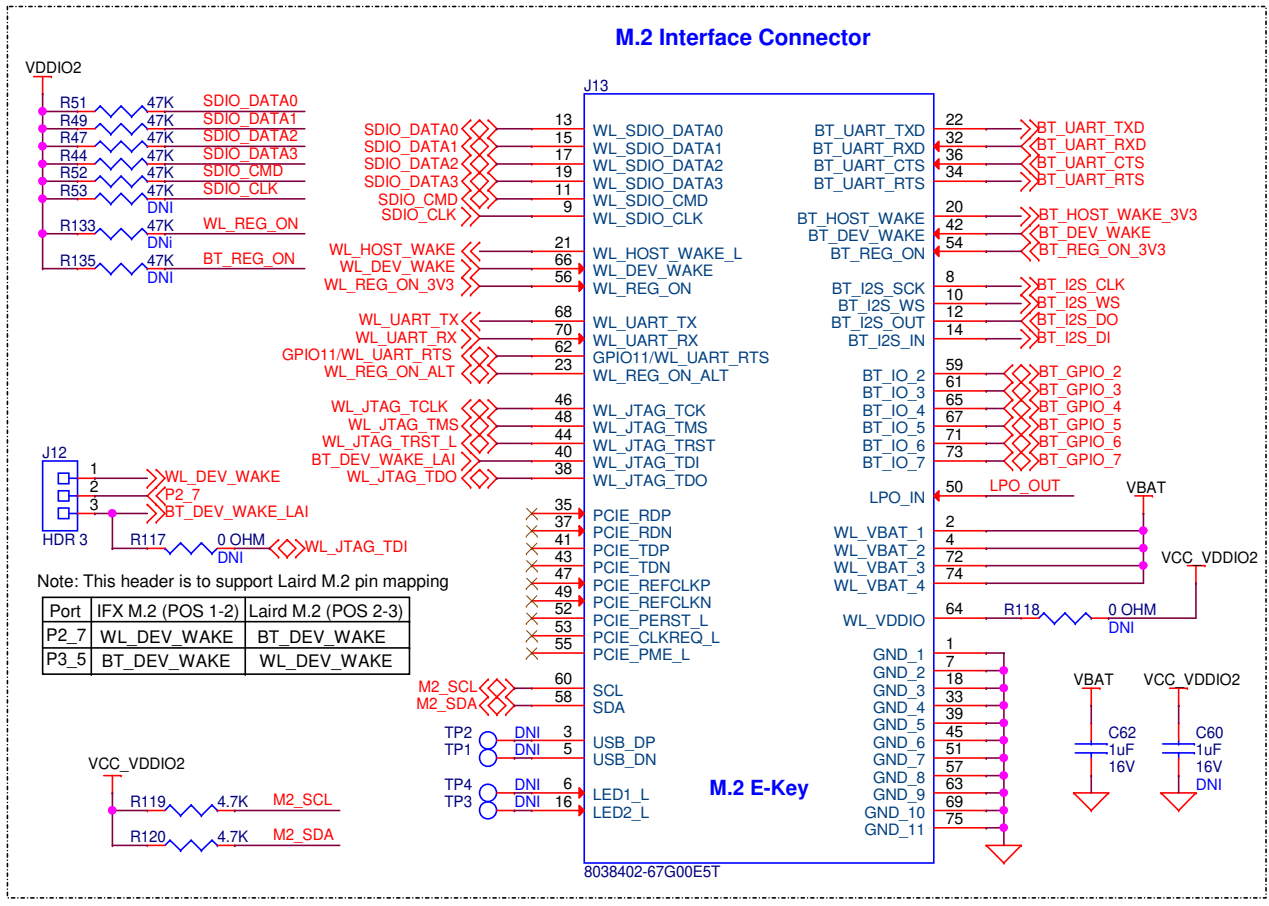 M.2 Interface Connector
VDDIO2
R51 47K SDIO_DATA0
R49 47K SDIO_DATA1
R47 47K SDIO_DATA2
R44 47K SDIO_DATA3
R52 47K SDIO_CMD
R53 47K SDIO_CLK
DNI
R133 47K WL_REG_ON
DNi
R135 47K BT_REG_ON
DNI
J12
1 WL_DEV_WAKE
2 P2_7
3 BT_DEV_WAKE_LAI
HDR 3
R117 0 OHM WL_JTAG_TDI
DNI
Note: This header is to support Laird M.2 pin mapping
Port IFX M.2 (POS 1-2) Laird M.2 (POS 2-3)
P2_7 WL_DEV_WAKE BT_DEV_WAKE
P3_5 BT_DEV_WAKE WL_DEV_WAKE
VCC_VDDIO2
R119 4.7K M2_SCL
R120 4.7K M2_SDA
J13
SDIO_DATA0 13 WL_SDIO_DATA0
SDIO_DATA1 15 WL_SDIO_DATA1
SDIO_DATA2 17 WL_SDIO_DATA2
SDIO_DATA3 19 WL_SDIO_DATA3
SDIO_CMD 11 WL_SDIO_CMD
SDIO_CLK 9 WL_SDIO_CLK
WL_HOST_WAKE 21 WL_HOST_WAKE_L
WL_DEV_WAKE 66 WL_DEV_WAKE
WL_REG_ON_3V3 56 WL_REG_ON
WL_UART_TX 68 WL_UART_TX
WL_UART_RX 70 WL_UART_RX
GPIO11/WL_UART_RTS 62 GPIO11/WL_UART_RTS
WL_REG_ON_ALT 23 WL_REG_ON_ALT
WL_JTAG_TCLK 46 WL_JTAG_TCK
WL_JTAG_TMS 48 WL_JTAG_TMS
WL_JTAG_TRST_L 44 WL_JTAG_TRST
BT_DEV_WAKE_LAI 40 WL_JTAG_TDI
WL_JTAG_TDO 38 WL_JTAG_TDO
35 PCIE_RDP
37 PCIE_RDN
41 PCIE_TDP
43 PCIE_TDN
47 PCIE_REFCLKP
49 PCIE_REFCLKN
52 PCIE_PERST_L
53 PCIE_CLKREQ_L
55 PCIE_PME_L
M2_SCL 60 SCL
M2_SDA 58 SDA
TP2 DNI 3 USB_DP
TP1 DNI 5 USB_DN
TP4 DNI 6 LED1_L
TP3 DNI 16 LED2_L
M.2 E-Key
8038402-67G00E5T
BT_UART_TXD 22 BT_UART_TXD
BT_UART_RXD 32 BT_UART_RXD
BT_UART_CTS 36 BT_UART_CTS
BT_UART_RTS 34 BT_UART_RTS
BT_HOST_WAKE 20 BT_HOST_WAKE_3V3
BT_DEV_WAKE 42 BT_DEV_WAKE
BT_REG_ON 54 BT_REG_ON_3V3
BT_I2S_SCK 8 BT_I2S_CLK
BT_I2S_WS 10 BT_I2S_WS
BT_I2S_OUT 12 BT_I2S_DO
BT_I2S_IN 14 BT_I2S_DI
BT_IO_2 59 BT_GPIO_2
BT_IO_3 61 BT_GPIO_3
BT_IO_4 65 BT_GPIO_4
BT_IO_5 67 BT_GPIO_5
BT_IO_6 71 BT_GPIO_6
BT_IO_7 73 BT_GPIO_7
LPO_IN 50 LPO_OUT
VBAT
WL_VBAT_1 2
WL_VBAT_2 4
WL_VBAT_3 72
WL_VBAT_4 74
VCC_VDDIO2
WL_VDDIO 64 R118 0 OHM
DNI
GND_1 1
GND_2 7
GND_3 18
GND_4 33
GND_5 39
GND_6 45
GND_7 51
GND_8 57
GND_9 63
GND_10 69
GND_11 75
VBAT
C62
1uF
16V
VCC_VDDIO2
C60
1uF
16V
DNI